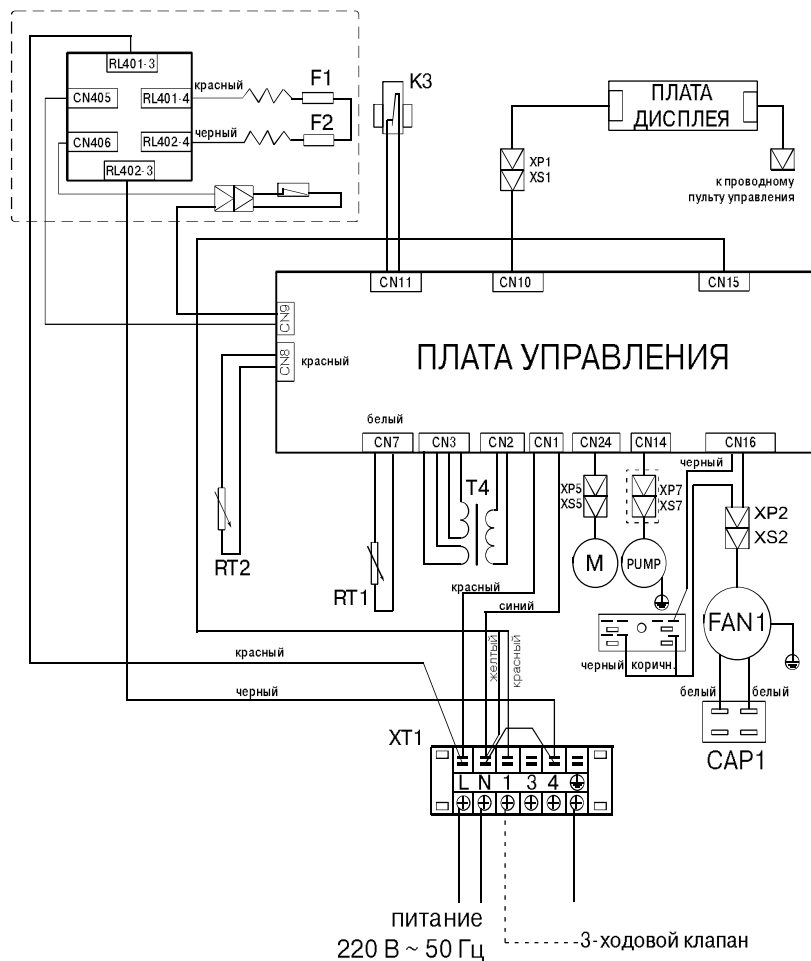 RL401-3
CN405
RL401-4
красный
F1
черный
F2
CN406
RL402-4
RL402-3
K3
ПЛАТА
ДИСПЛЕЯ
XP1
XS1
к проводному
пульту управления
CN11
CN10
CN15
CN9
CN8
красный
ПЛАТА УПРАВЛЕНИЯ
белый
CN7
CN3
CN2
CN1
CN24
CN14
CN16
черный
T4
XP5
XS5
XP7
XS7
XP2
XS2
RT2
RT1
M
PUMP
FAN1
красный
синий
желтый
красный
черный
коричн.
красный
черный
белый
белый
CAP1
XT1
L N 1 3 4
питание
220 В ~ 50 Гц
3-ходовой клапан